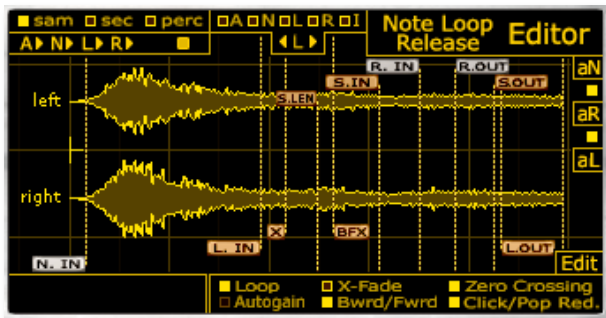 sam sec perc A N L R I Note Loop Editor
A N L R L Release
R. IN R.OUT aN
S.IN S.OUT
left S.LEN aR
aL
right
X BFX
L. IN L.OUT
N. IN Edit
Loop X-Fade Zero Crossing
Autogain Bwrd/Fwrd Click/Pop Red.